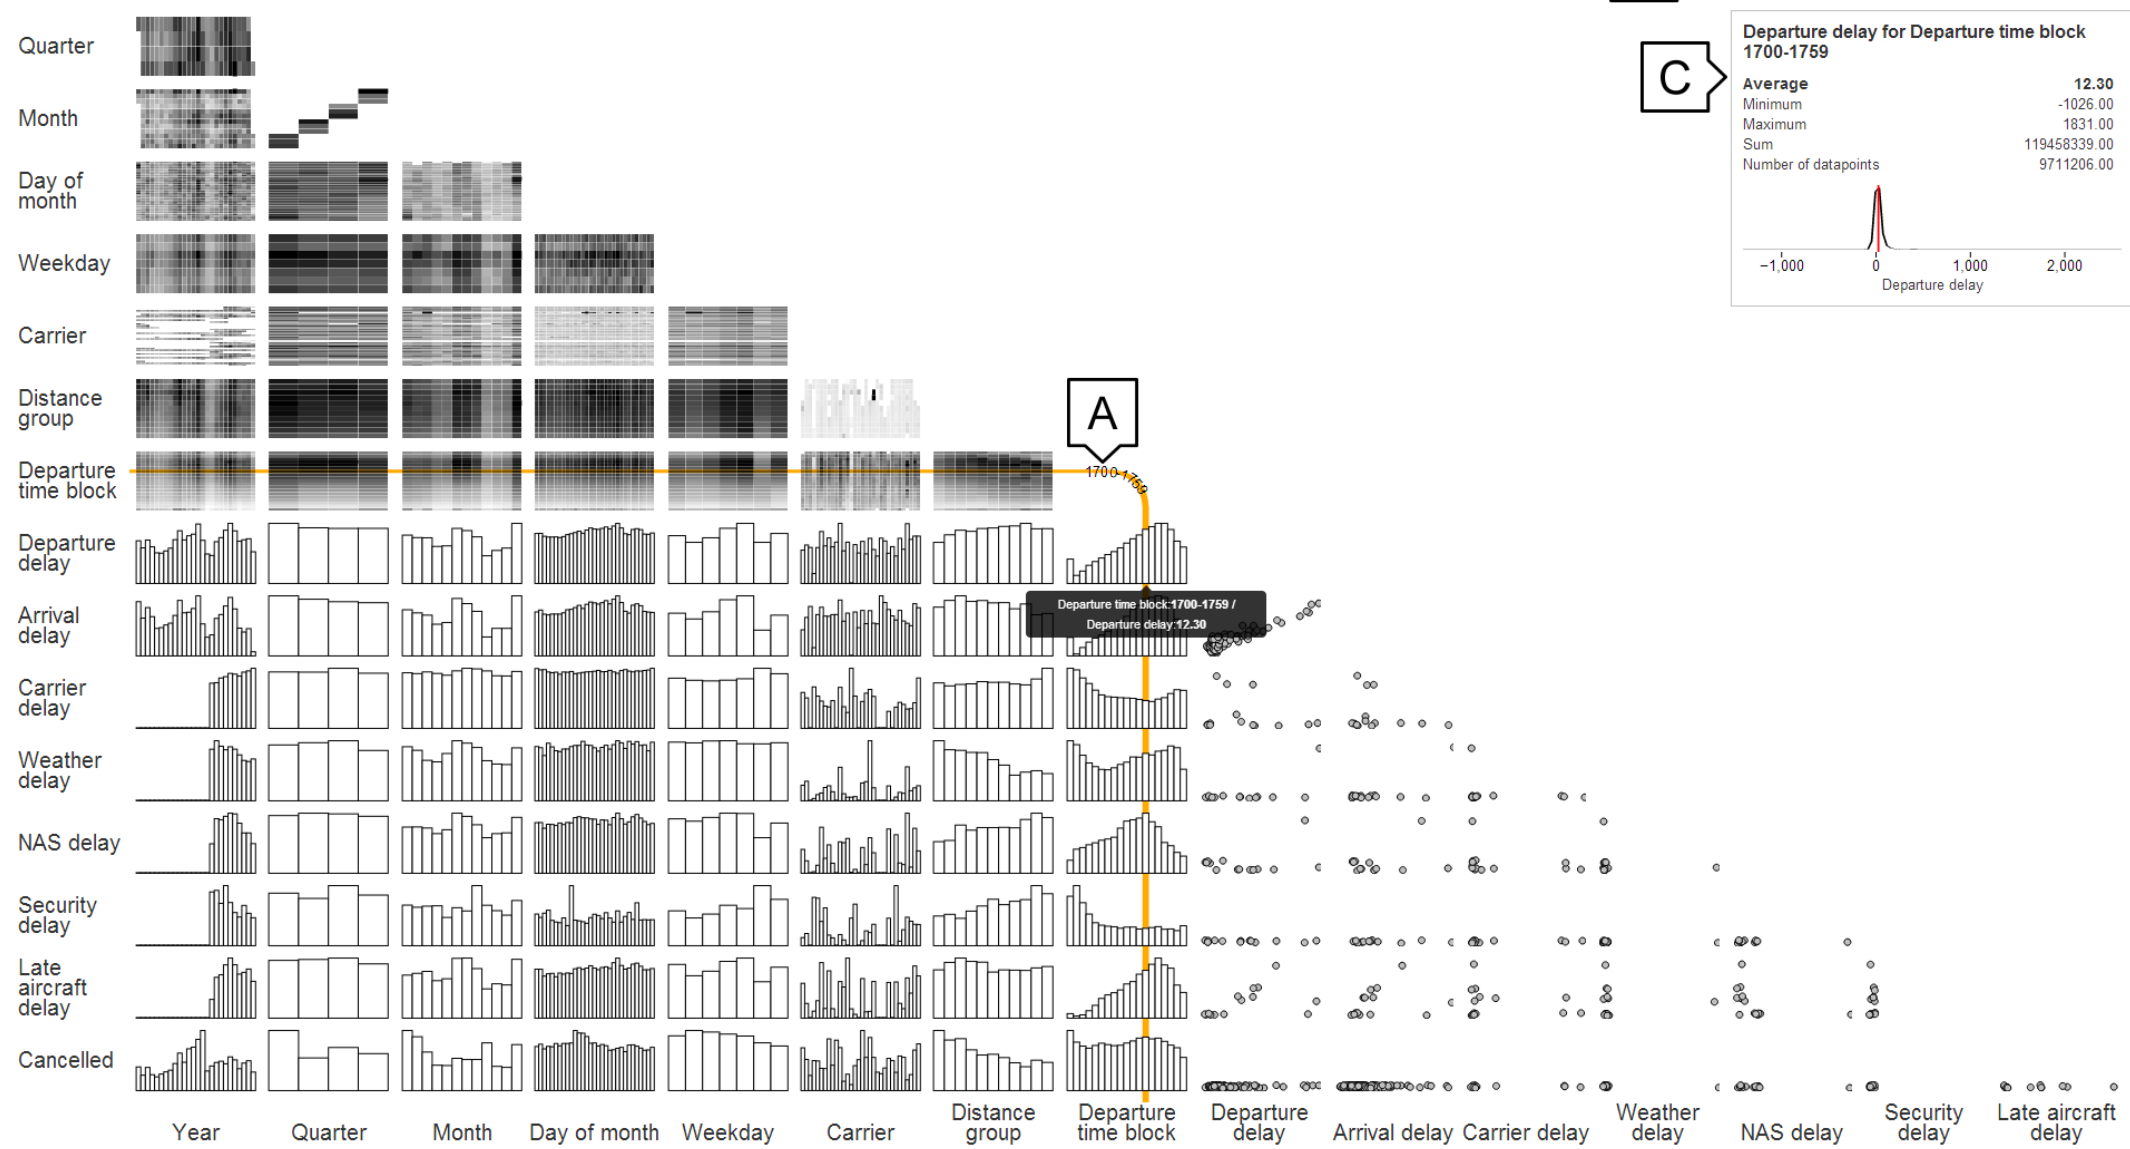 Quarter
Month
Day of
month
Weekday
Carrier
Distance
group
Departure
time block
Departure
delay
Arrival
delay
Carrier
delay
Weather
delay
NAS delay
Security
delay
Late
aircraft
delay
Cancelled
A
1700-1759
Departure time block:1700-1759 /
Departure delay:12.30
C
Departure delay for Departure time block
1700-1759
Average 12.30
Minimum -1026.00
Maximum 1831.00
Sum 119458339.00
Number of datapoints 9711206.00
−1,000 0 1,000 2,000
Departure delay
Year
Quarter
Month
Day of month
Weekday
Carrier
Distance
group
Departure
time block
Departure
delay
Arrival delay
Carrier delay
Weather
delay
NAS delay
Security
delay
Late aircraft
delay